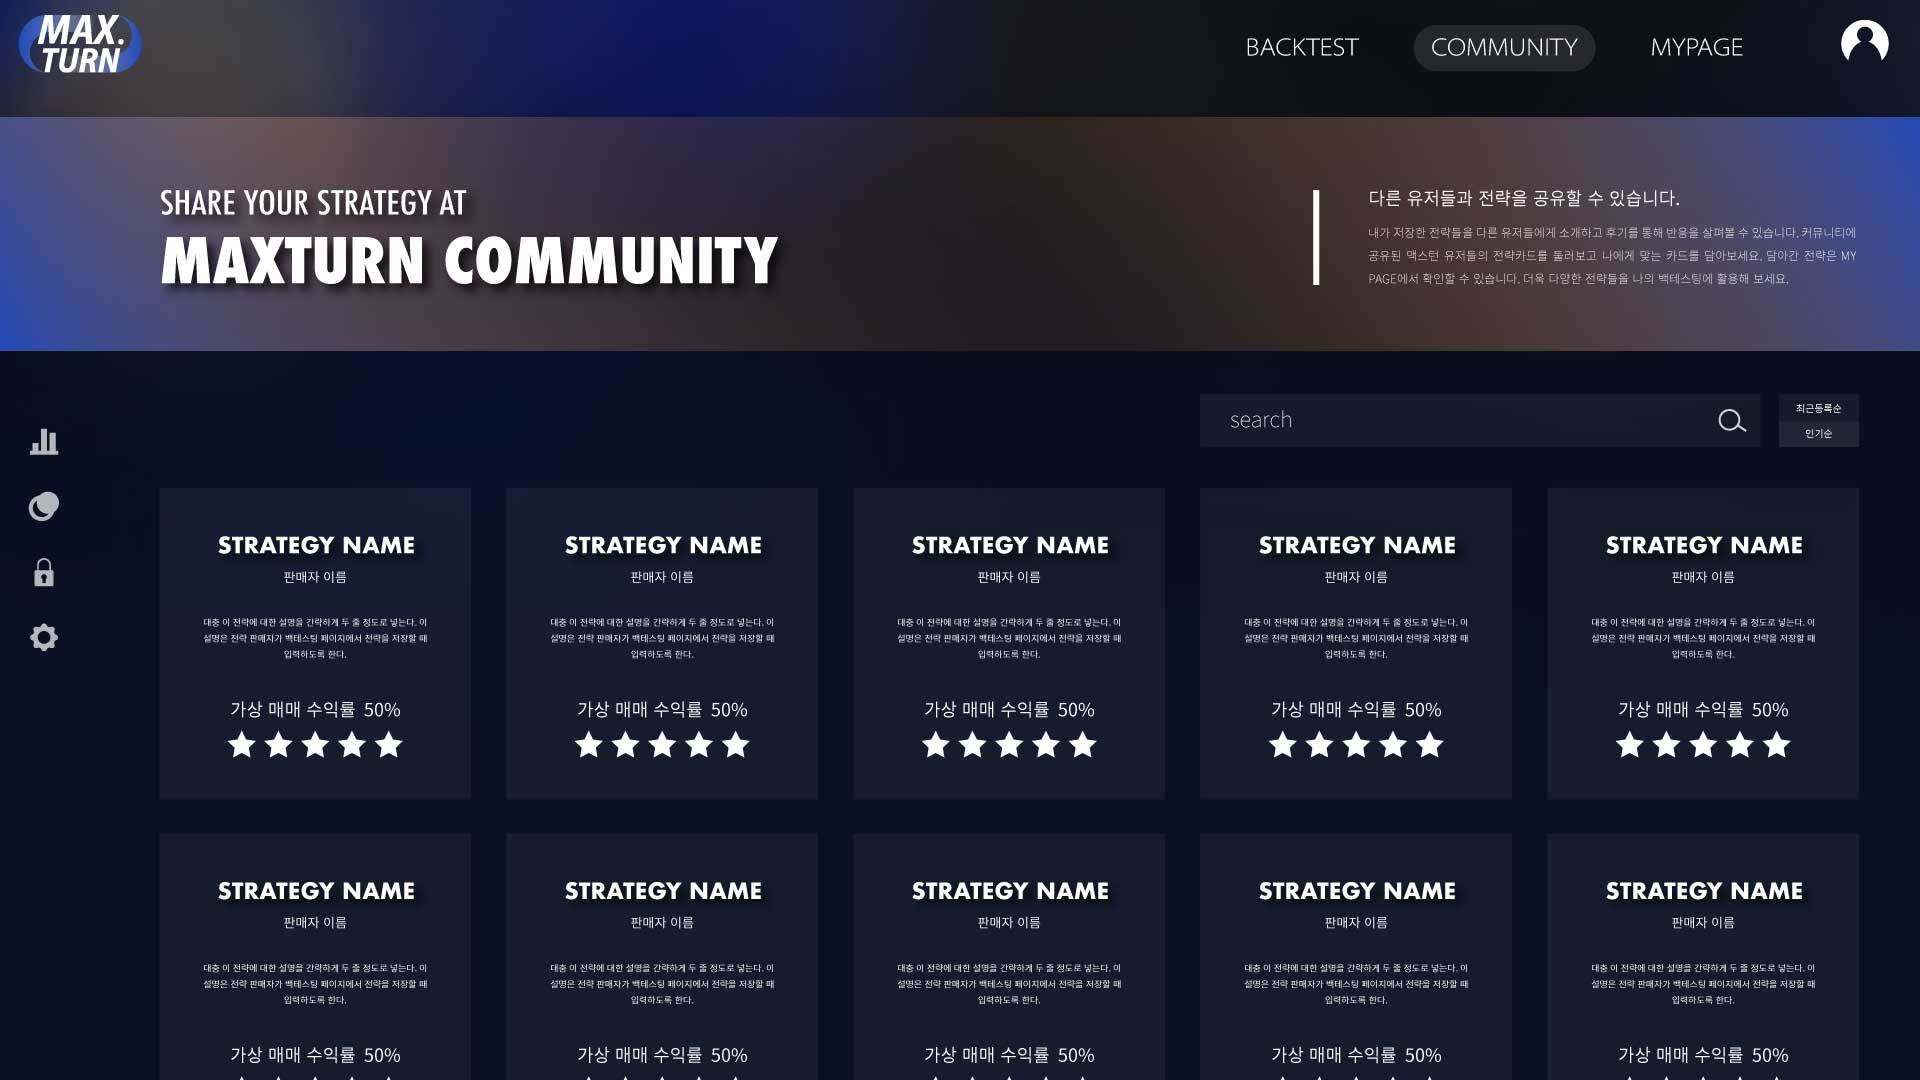 MAX.
TURN
BACKTEST
COMMUNITY
MYPAGE
SHARE YOUR STRATEGY AT
MAXTURN COMMUNITY
다른 유저들과 전략을 공유할 수 있습니다.
내가 저장한 전략들을 다른 유저들에게 소개하고 후기를 통해 반응을 살펴볼 수 있습니다. 커뮤니티에
공유된 맥스턴 유저들의 전략카드를 둘러보고 나에게 맞는 카드를 담아보세요. 담아간 전략은 MY
PAGE에서 확인할 수 있습니다. 더욱 다양한 전략들을 나의 백테스팅에 활용해 보세요.
search
최근등록순
인기순
STRATEGY NAME
판매자 이름
대충 이 전략에 대한 설명을 간략하게 두 줄 정도로 넣는다. 이
설명은 전략 판매자가 백테스팅 페이지에서 전략을 저장할 때
입력하도록 한다.
가상 매매 수익률 50%
STRATEGY NAME
판매자 이름
대충 이 전략에 대한 설명을 간략하게 두 줄 정도로 넣는다. 이
설명은 전략 판매자가 백테스팅 페이지에서 전략을 저장할 때
입력하도록 한다.
가상 매매 수익률 50%
STRATEGY NAME
판매자 이름
대충 이 전략에 대한 설명을 간략하게 두 줄 정도로 넣는다. 이
설명은 전략 판매자가 백테스팅 페이지에서 전략을 저장할 때
입력하도록 한다.
가상 매매 수익률 50%
STRATEGY NAME
판매자 이름
대충 이 전략에 대한 설명을 간략하게 두 줄 정도로 넣는다. 이
설명은 전략 판매자가 백테스팅 페이지에서 전략을 저장할 때
입력하도록 한다.
가상 매매 수익률 50%
STRATEGY NAME
판매자 이름
대충 이 전략에 대한 설명을 간략하게 두 줄 정도로 넣는다. 이
설명은 전략 판매자가 백테스팅 페이지에서 전략을 저장할 때
입력하도록 한다.
가상 매매 수익률 50%
STRATEGY NAME
판매자 이름
대충 이 전략에 대한 설명을 간략하게 두 줄 정도로 넣는다. 이
설명은 전략 판매자가 백테스팅 페이지에서 전략을 저장할 때
입력하도록 한다.
가상 매매 수익률 50%
STRATEGY NAME
판매자 이름
대충 이 전략에 대한 설명을 간략하게 두 줄 정도로 넣는다. 이
설명은 전략 판매자가 백테스팅 페이지에서 전략을 저장할 때
입력하도록 한다.
가상 매매 수익률 50%
STRATEGY NAME
판매자 이름
대충 이 전략에 대한 설명을 간략하게 두 줄 정도로 넣는다. 이
설명은 전략 판매자가 백테스팅 페이지에서 전략을 저장할 때
입력하도록 한다.
가상 매매 수익률 50%
STRATEGY NAME
판매자 이름
대충 이 전략에 대한 설명을 간략하게 두 줄 정도로 넣는다. 이
설명은 전략 판매자가 백테스팅 페이지에서 전략을 저장할 때
입력하도록 한다.
가상 매매 수익률 50%
STRATEGY NAME
판매자 이름
대충 이 전략에 대한 설명을 간략하게 두 줄 정도로 넣는다. 이
설명은 전략 판매자가 백테스팅 페이지에서 전략을 저장할 때
입력하도록 한다.
가상 매매 수익률 50%